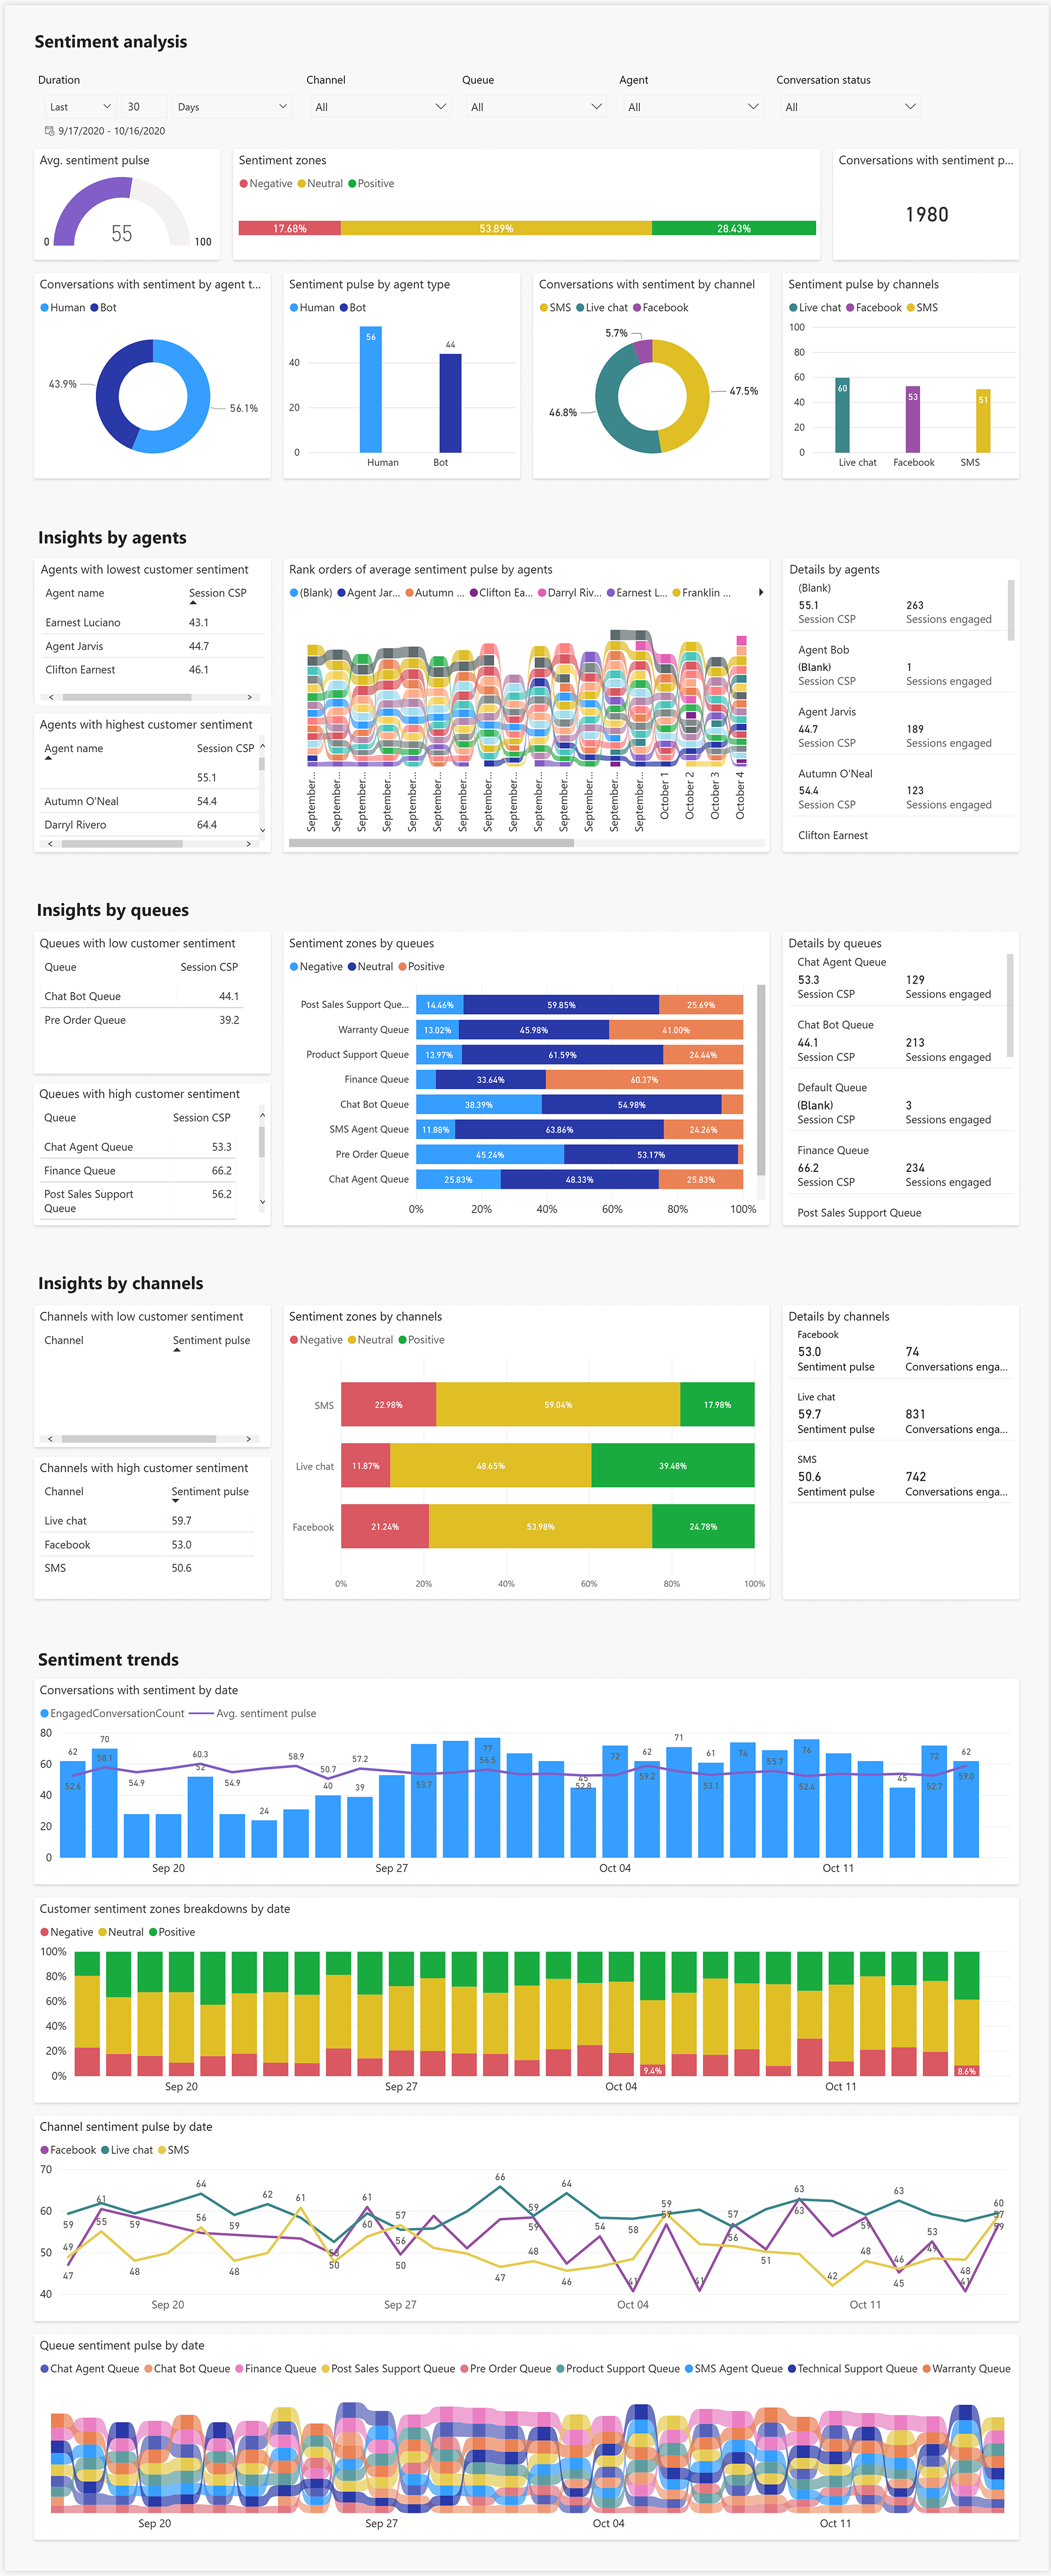 Sentiment analysis
Duration
Channel
Queue
Agent
Conversation status
Last 30 Days
All
All
All
All
9/17/2020 - 10/16/2020
Avg. sentiment pulse
55
0
100
Sentiment zones
Negative Neutral Positive
17.68% 53.89% 28.43%
Conversations with sentiment p...
1980
Conversations with sentiment by agent t...
Human Bot
43.9%
56.1%
Sentiment pulse by agent type
Human Bot
40
20
0
56
44
Human Bot
Conversations with sentiment by channel
SMS Live chat Facebook
5.7%
47.5%
46.8%
Sentiment pulse by channels
Live chat Facebook SMS
100
80
60
40
20
0
60
53
51
Live chat Facebook SMS
Insights by agents
Agents with lowest customer sentiment
Agent name Session CSP
Earnest Luciano 43.1
Agent Jarvis 44.7
Clifton Earnest 46.1
Agents with highest customer sentiment
Agent name Session CSP
55.1
Autumn O'Neal 54.4
Darryl Rivero 64.4
Rank orders of average sentiment pulse by agents
(Blank) Agent Jar... Autumn ... Clifton Ea... Darryl Riv... Earnest L... Franklin ...
September... September... September... September... September... September... September... September... September... September... September... September... September... September... October 1 October 2 October 3 October 4
Details by agents
(Blank)
55.1 263
Session CSP Sessions engaged
Agent Bob
(Blank) 1
Session CSP Sessions engaged
Agent Jarvis
44.7 189
Session CSP Sessions engaged
Autumn O'Neal
54.4 123
Session CSP Sessions engaged
Clifton Earnest
Insights by queues
Queues with low customer sentiment
Queue Session CSP
Chat Bot Queue 44.1
Pre Order Queue 39.2
Queues with high customer sentiment
Queue Session CSP
Chat Agent Queue 53.3
Finance Queue 66.2
Post Sales Support 56.2
Queue
Sentiment zones by queues
Negative Neutral Positive
Post Sales Support Que... 14.46% 59.85% 25.69%
Warranty Queue 13.02% 45.98% 41.00%
Product Support Queue 13.97% 61.59% 24.44%
Finance Queue 33.64% 60.37%
Chat Bot Queue 38.39% 54.98%
SMS Agent Queue 11.88% 63.86% 24.26%
Pre Order Queue 45.24% 53.17%
Chat Agent Queue 25.83% 48.33% 25.83%
0% 20% 40% 60% 80% 100%
Details by queues
Chat Agent Queue
53.3 129
Session CSP Sessions engaged
Chat Bot Queue
44.1 213
Session CSP Sessions engaged
Default Queue
(Blank) 3
Session CSP Sessions engaged
Finance Queue
66.2 234
Session CSP Sessions engaged
Post Sales Support Queue
Insights by channels
Channels with low customer sentiment
Channel Sentiment pulse
Channels with high customer sentiment
Channel Sentiment pulse
Live chat 59.7
Facebook 53.0
SMS 50.6
Sentiment zones by channels
Negative Neutral Positive
SMS 22.98% 59.04% 17.98%
Live chat 11.87% 48.65% 39.48%
Facebook 21.24% 53.98% 24.78%
0% 20% 40% 60% 80% 100%
Details by channels
Facebook
53.0 74
Sentiment pulse Conversations enga...
Live chat
59.7 831
Sentiment pulse Conversations enga...
SMS
50.6 742
Sentiment pulse Conversations enga...
Sentiment trends
Conversations with sentiment by date
EngagedConversationCount Avg. sentiment pulse
80
60
40
20
0
62 70 52 24 40 39 77 45 72 62 71 61 74 76 45 72 62
52.6 58.1 54.9 60.3 54.9 58.9 50.7 57.2 53.7 56.5 52.8 59.2 53.1 55.7 52.4 52.7 59.0
Sep 20 Sep 27 Oct 04 Oct 11
Customer sentiment zones breakdowns by date
Negative Neutral Positive
100%
80%
60%
40%
20%
0%
9.4% 8.6%
Sep 20 Sep 27 Oct 04 Oct 11
Channel sentiment pulse by date
Facebook Live chat SMS
70
60
50
40
59 61 59 64 59 62 53 60 56 66 59 64 58 59 56 63 63 60
47 61 50 59 54 41 57 41 57 51 63 59 45 53 41 59
49 55 48 56 48 61 50 57 47 48 46 42 48 46 49 48 57
Sep 20 Sep 27 Oct 04 Oct 11
Queue sentiment pulse by date
Chat Agent Queue Chat Bot Queue Finance Queue Post Sales Support Queue Pre Order Queue Product Support Queue SMS Agent Queue Technical Support Queue Warranty Queue
Sep 20 Sep 27 Oct 04 Oct 11